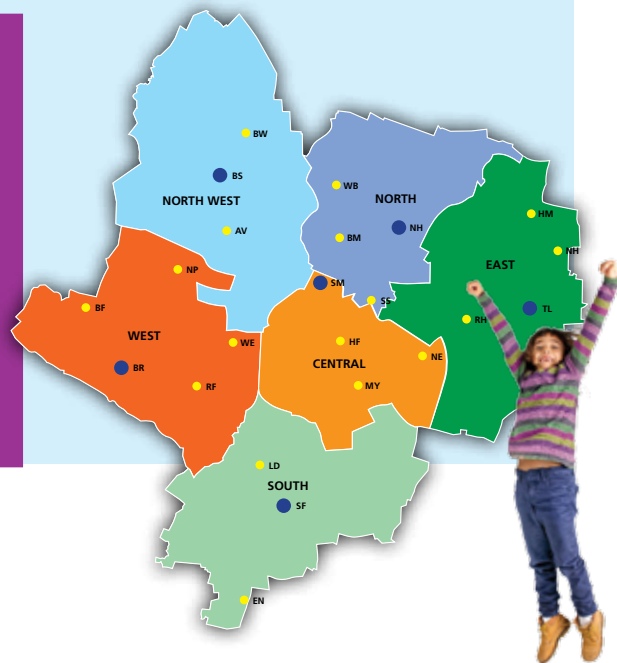 BW
BS
NORTH WEST
AV
WB
NORTH
NH
BM
HM
NH
EAST
SM
SS
TL
RH
NP
BF
WEST
WE
BR
RF
HF
CENTRAL
NE
MY
LD
SOUTH
SF
EN